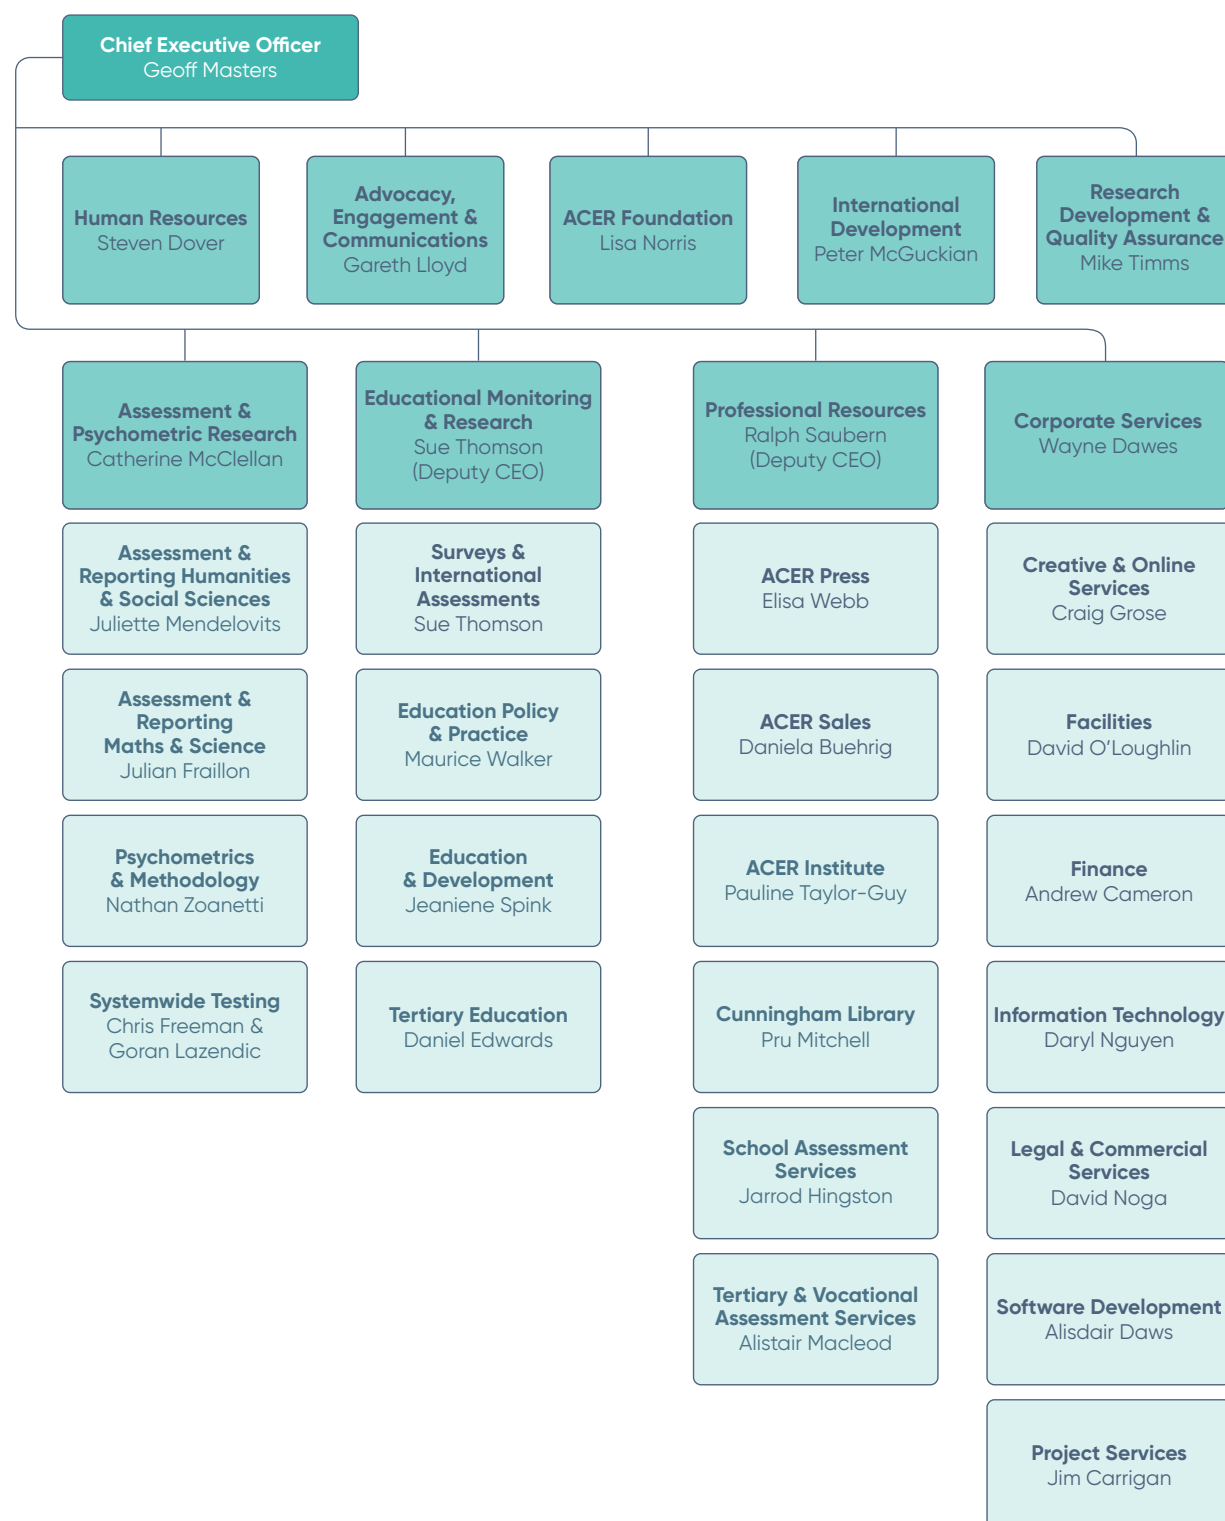 Chief Executive Officer
Geoff Masters
Human Resources
Steven Dover
Advocacy,
Engagement &
Communications
Gareth Lloyd
ACER Foundation
Lisa Norris
International
Development
Peter McGuckian
Research
Development &
Quality Assurance
Mike Timms
Assessment &
Psychometric Research
Catherine McClellan
Educational Monitoring
& Research
Sue Thomson
(Deputy CEO)
Professional Resources
Ralph Saubern
(Deputy CEO)
Corporate Services
Wayne Dawes
Assessment &
Reporting Humanities
& Social Sciences
Juliette Mendelovits
Surveys &
International
Assessments
Sue Thomson
ACER Press
Elisa Webb
Creative & Online
Services
Craig Grose
Assessment &
Reporting
Maths & Science
Julian Fraillon
Education Policy
& Practice
Maurice Walker
ACER Sales
Daniela Buehrig
Facilities
David O’Loughlin
Psychometrics
& Methodology
Nathan Zoanetti
Education
& Development
Jeaniene Spink
ACER Institute
Pauline Taylor-Guy
Finance
Andrew Cameron
Systemwide Testing
Chris Freeman &
Goran Lazendic
Tertiary Education
Daniel Edwards
Cunningham Library
Pru Mitchell
Information Technology
Daryl Nguyen
School Assessment
Services
Jarrod Hingston
Legal & Commercial
Services
David Noga
Tertiary & Vocational
Assessment Services
Alistair Macleod
Software Development
Alisdair Daws
Project Services
Jim Carrigan